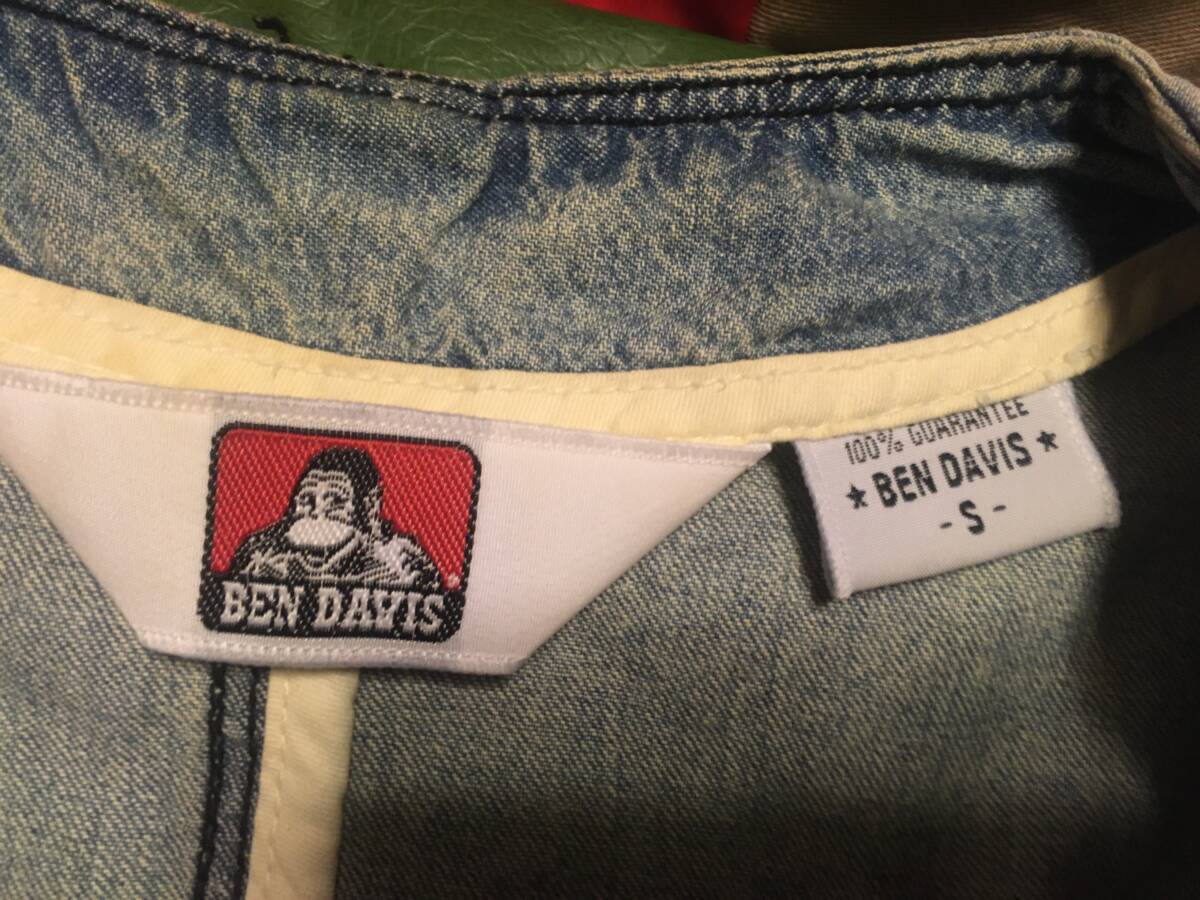 BEN DAVIS
100% GUARANTEE
★ BEN DAVIS ★
- S -